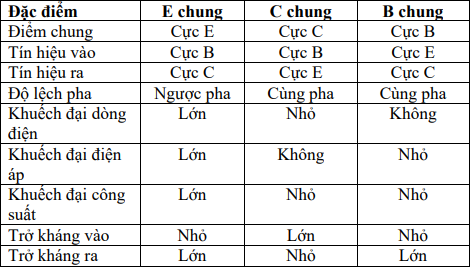 Đặc điểm E chung C chung B chung
Điểm chung Cực E Cực C Cực B
Tín hiệu vào Cực B Cực B Cực E
Tín hiệu ra Cực C Cực E Cực C
Độ lệch pha Ngược pha Cùng pha Cùng pha
Khuếch đại dòng Lớn Nhỏ Không
điện
Khuếch đại điện Lớn Không Nhỏ
áp
Khuếch đại công Lớn Nhỏ Nhỏ
suất
Trở kháng vào Nhỏ Lớn Nhỏ
Trở kháng ra Lớn Nhỏ Lớn